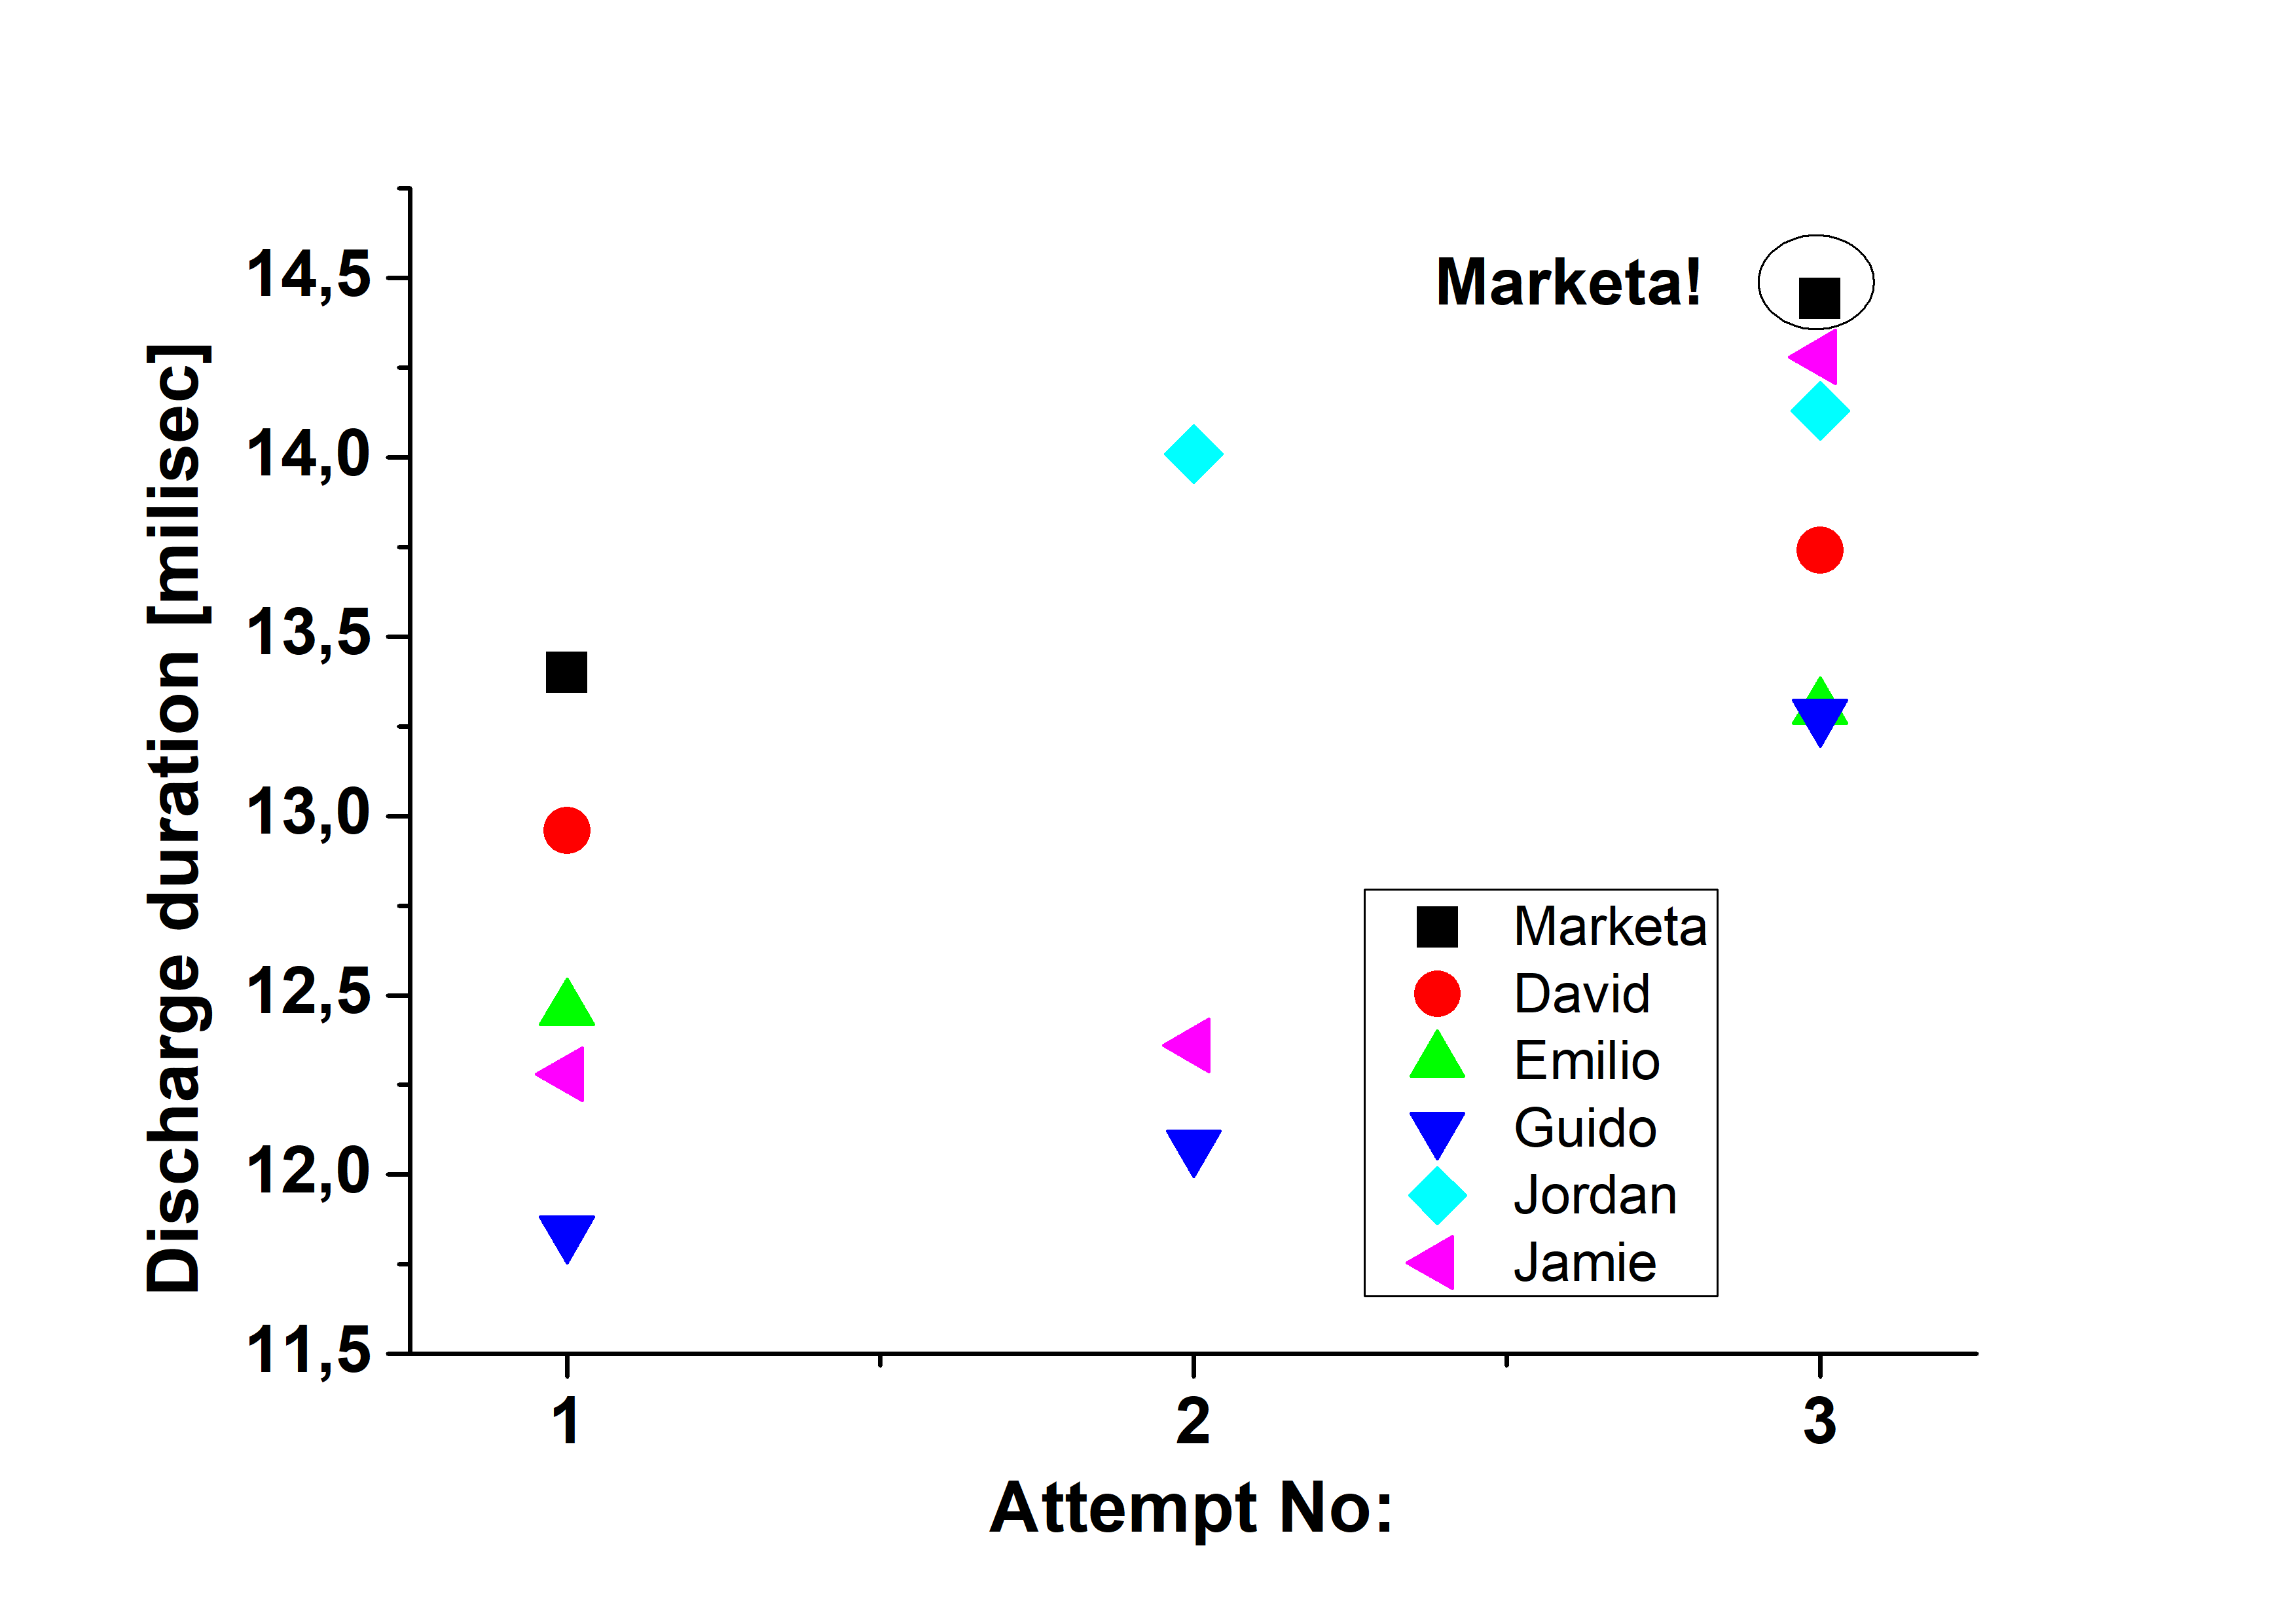 Marketa!
14,5
14,0
13,5
13,0
12,5
12,0
11,5
Discharge duration [milisec]
Marketa
David
Emilio
Guido
Jordan
Jamie
1
2
3
Attempt No: